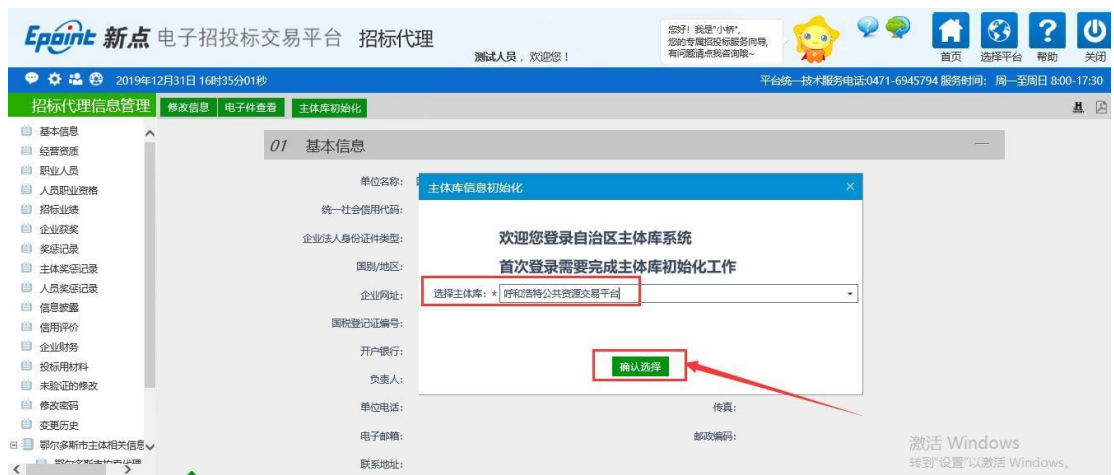 Epoint 新点 电子招投标交易平台 招标代理
测试人员，欢迎您！
您好！我是"小桥"，
您的专属招投标服务向导，
有问题请点我咨询哦~
首页 选择平台 帮助 关闭
2019年12月31日 16时35分01秒
平台统一技术服务电话:0471-6945794 服务时间: 周一至周日 8:00-17:30
招标代理信息管理 修改信息 电子件查看 主体库初始化
基本信息
经营资质
职业人员
人员职业资格
招标业绩
企业获奖
奖惩记录
主体奖惩记录
人员奖惩记录
信息披露
信用评价
企业财务
投标用材料
未验证的修改
修改密码
变更历史
鄂尔多斯市主体相关信息
01 基本信息
单位名称:
统一社会信用代码:
企业法人身份证件类型:
国别/地区:
企业网址:
国税登记证编号:
开户银行:
负责人:
单位电话: 传真:
电子邮箱: 邮政编码:
联系地址:
主体库信息初始化 ×
欢迎您登录自治区主体库系统
首次登录需要完成主体库初始化工作
选择主体库: * 呼和浩特公共资源交易平台
确认选择
激活 Windows
转到"设置"以激活 Windows。